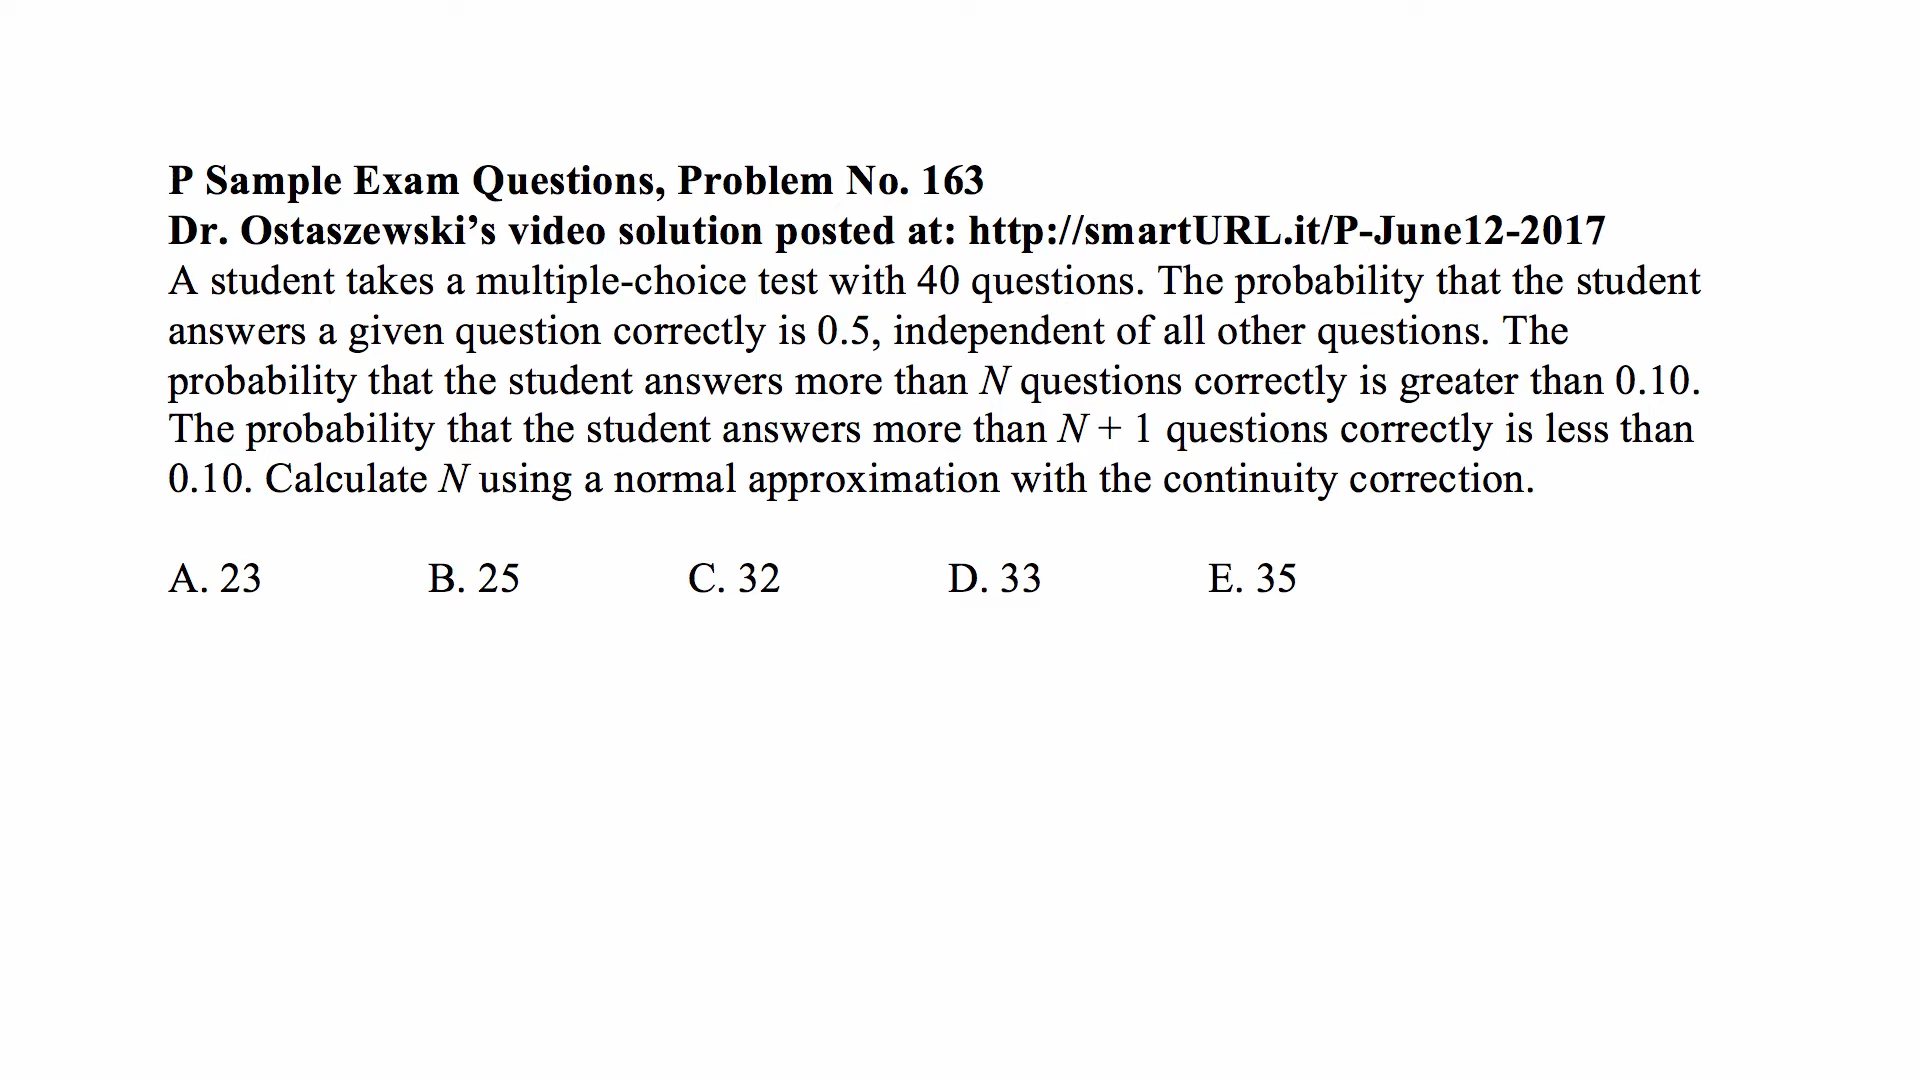 P Sample Exam Questions, Problem No. 163
Dr. Ostaszewski’s video solution posted at: http://smartURL.it/P-June12-2017
A student takes a multiple-choice test with 40 questions. The probability that the student
answers a given question correctly is 0.5, independent of all other questions. The
probability that the student answers more than N questions correctly is greater than 0.10.
The probability that the student answers more than N + 1 questions correctly is less than
0.10. Calculate N using a normal approximation with the continuity correction.
A. 23 B. 25 C. 32 D. 33 E. 35